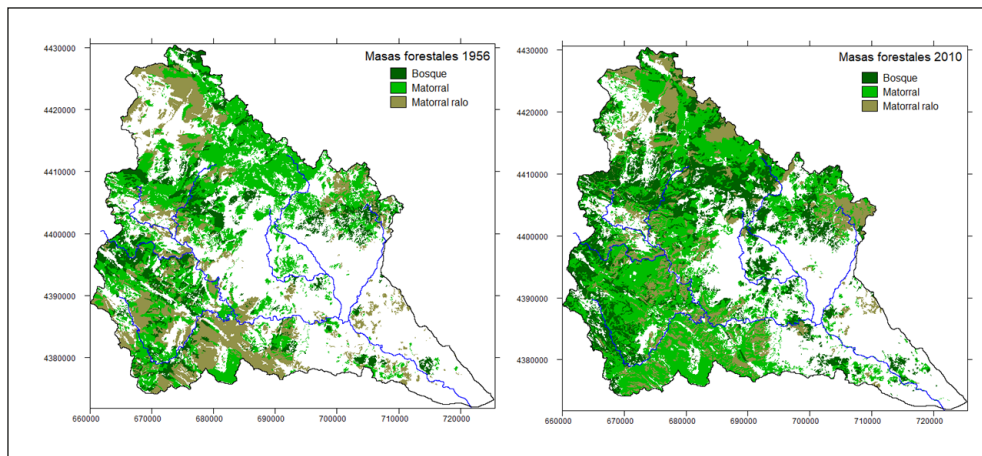 Masas forestales 1956
Bosque
Matorral
Matorral ralo
4430000
4420000
4410000
4400000
4390000
4380000
660000 670000 680000 690000 700000 710000 720000
Masas forestales 2010
Bosque
Matorral
Matorral ralo
4430000
4420000
4410000
4400000
4390000
4380000
660000 670000 680000 690000 700000 710000 720000